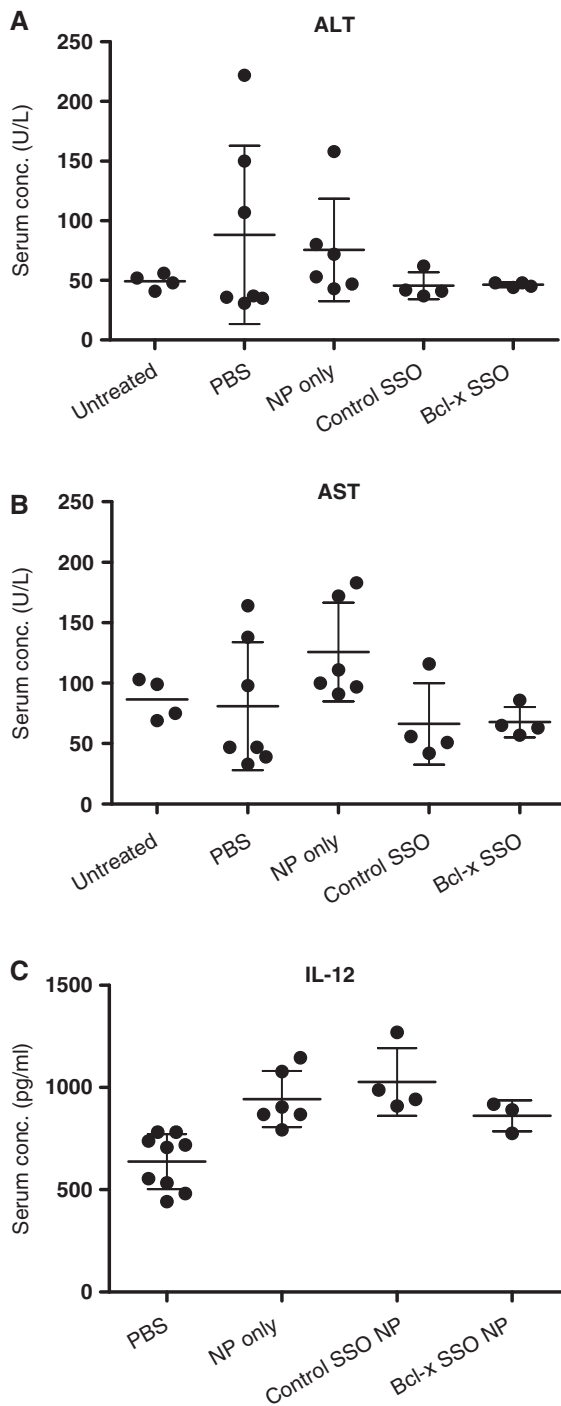 A
ALT
Serum conc. (U/L)
250
200
150
100
50
0
Untreated
PBS
NP only
Control SSO
Bcl-x SSO
B
AST
Serum conc. (U/L)
250
200
150
100
50
0
Untreated
PBS
NP only
Control SSO
Bcl-x SSO
C
IL-12
Serum conc. (pg/ml)
1500
1000
500
0
PBS
NP only
Control SSO NP
Bcl-x SSO NP